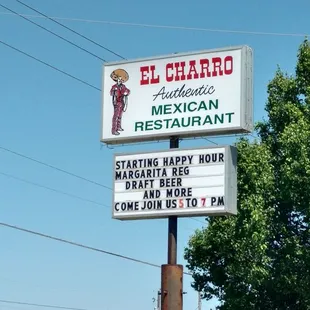 EL CHARRO
Authentic
MEXICAN
RESTAURANT
STARTING HAPPY HOUR
MARGARITA REG
DRAFT BEER
AND MORE
COME JOIN US 5 TO 7 PM